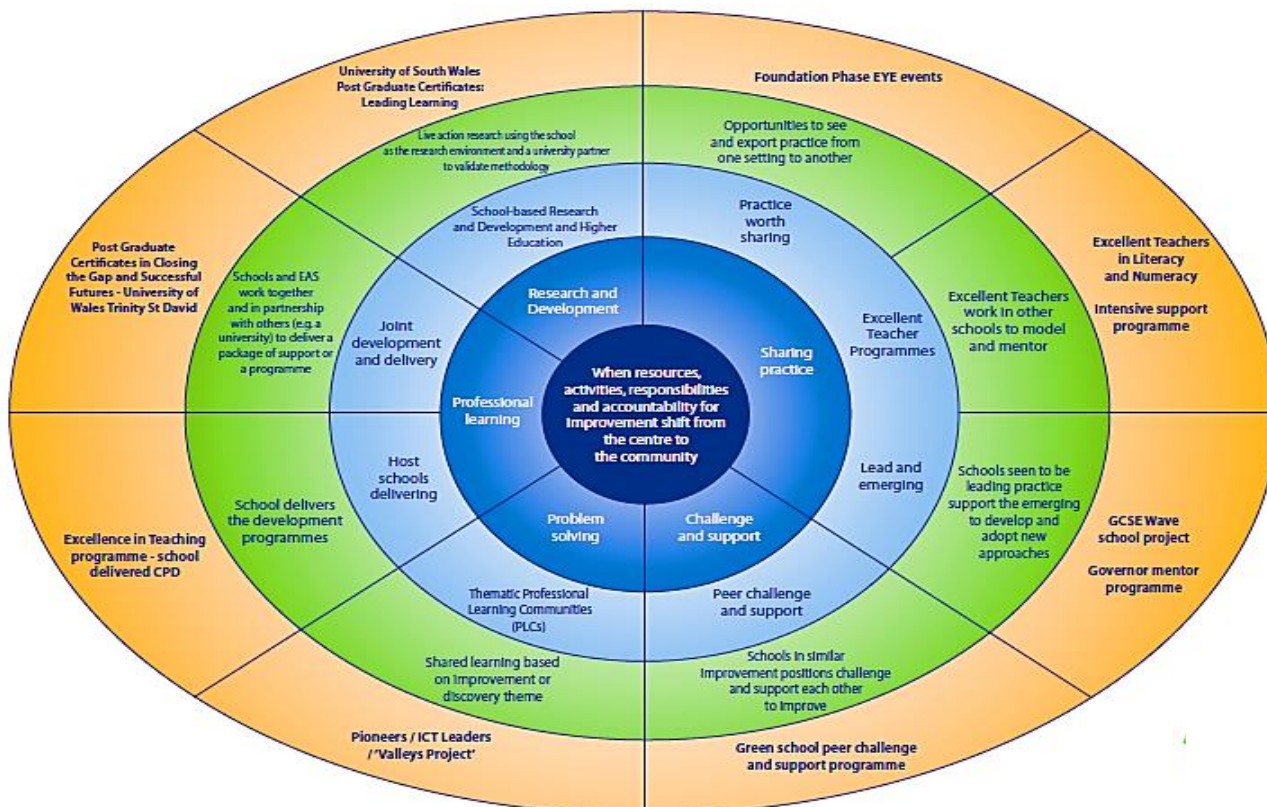 University of South Wales
Post Graduate Certificates:
Leading Learning
Foundation Phase EYE events
Live action research using the school
as the research environment and a university partner
to validate methodology
Opportunities to see
and export practice from
one setting to another
School-based Research
and Development and Higher
Education
Practice
worth
sharing
Post Graduate
Certificates in Closing
the Gap and Successful
Futures - University of
Wales Trinity St David
Schools and EAS
work together
and in partnership
with others (e.g. a
university) to deliver a
package of support or
a programme
Joint
development
and delivery
Research and
Development
Sharing
practice
Excellent
Teacher
Programmes
Excellent Teachers
work in other
schools to model
and mentor
Excellent Teachers
in Literacy
and Numeracy
Intensive support
programme
Professional
learning
When resources,
activities, responsibilities
and accountability for
improvement shift from
the centre to
the community
Excellence in Teaching
programme - school
delivered CPD
School delivers
the development
programmes
Host
schools
delivering
Problem
solving
Challenge
and support
Lead and
emerging
Schools seen to be
leading practice
support the emerging
to develop and
adopt new
approaches
GCSE Wave
school project
Governor mentor
programme
Thematic Professional
Learning Communities
(PLCs)
Peer challenge
and support
Shared learning based
on improvement or
discovery theme
Schools in similar
improvement positions challenge
and support each other
to improve
Pioneers / ICT Leaders
/ 'Valleys Project'
Green school peer challenge
and support programme